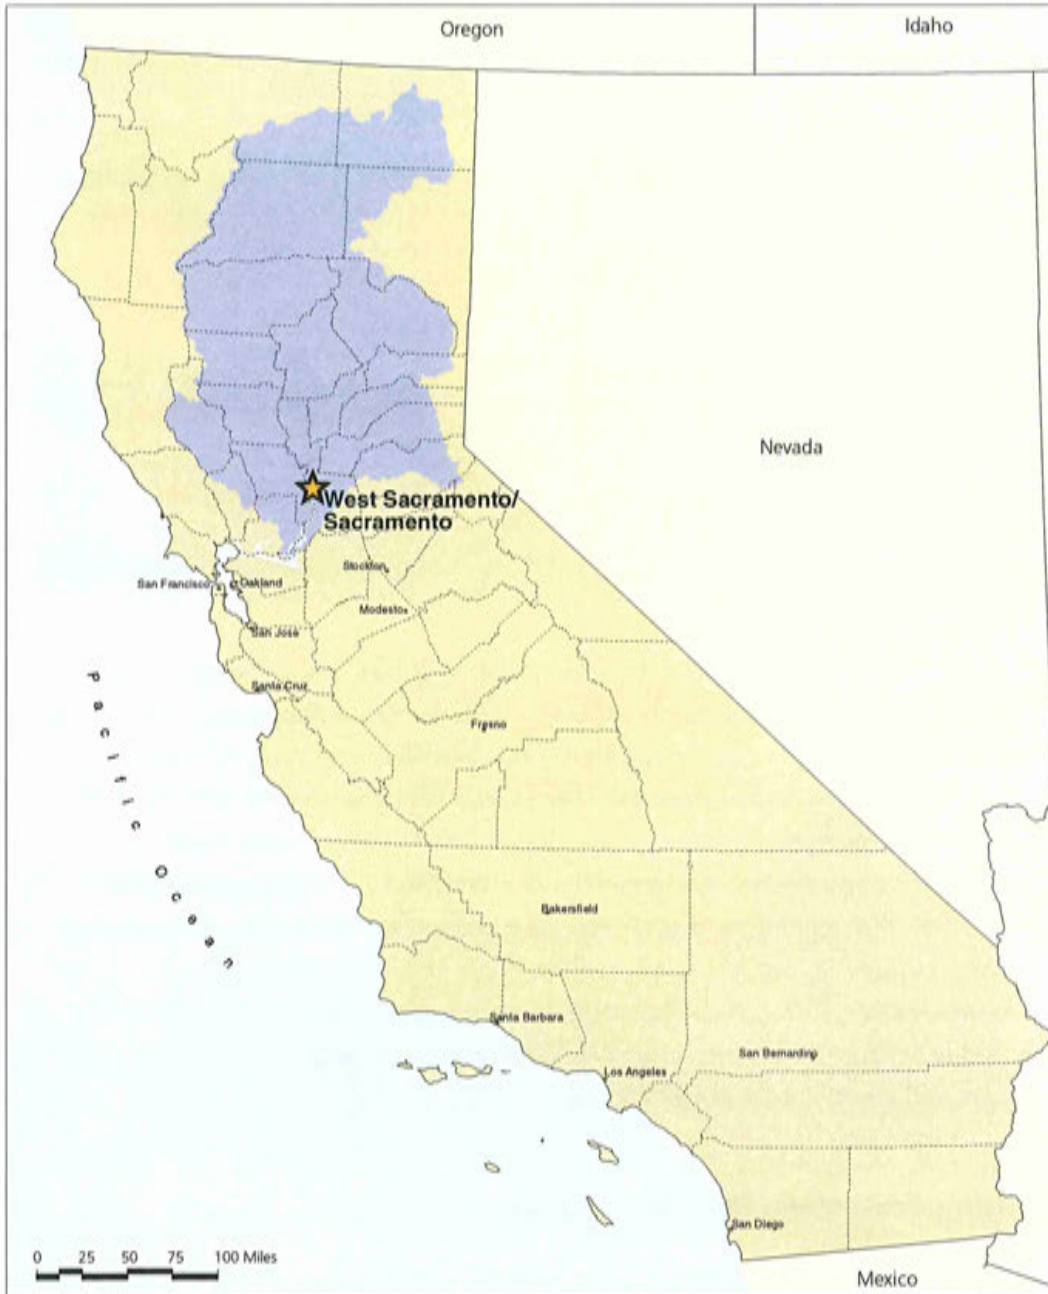 Oregon
Idaho
Nevada
West Sacramento/
Sacramento
Stockton
San Francisco
Oakland
Modesto
San Jose
Santa Cruz
Pacific Ocean
Fresno
Bakersfield
Santa Barbara
San Bernardino
Los Angeles
San Diego
0 25 50 75 100 Miles
Mexico